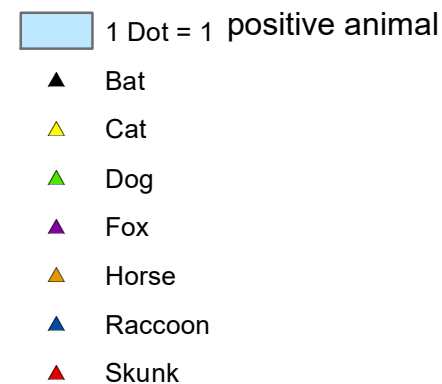 1 Dot = 1 positive animal
Bat
Cat
Dog
Fox
Horse
Raccoon
Skunk